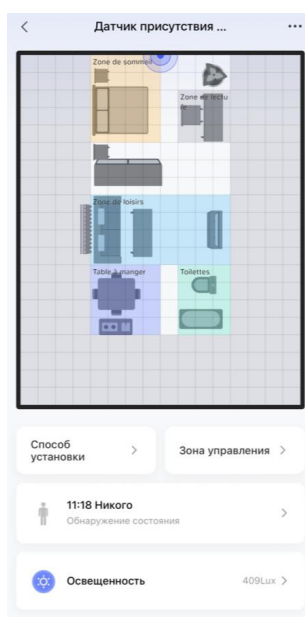 Датчик присутствия ...
Zone de sommeil
Zone de lectu
Zone de loisirs
Table à manger
Toilettes
Способ
установки
Зона управления
11:18 Никого
Обнаружение состояния
Освещенность
409Lux